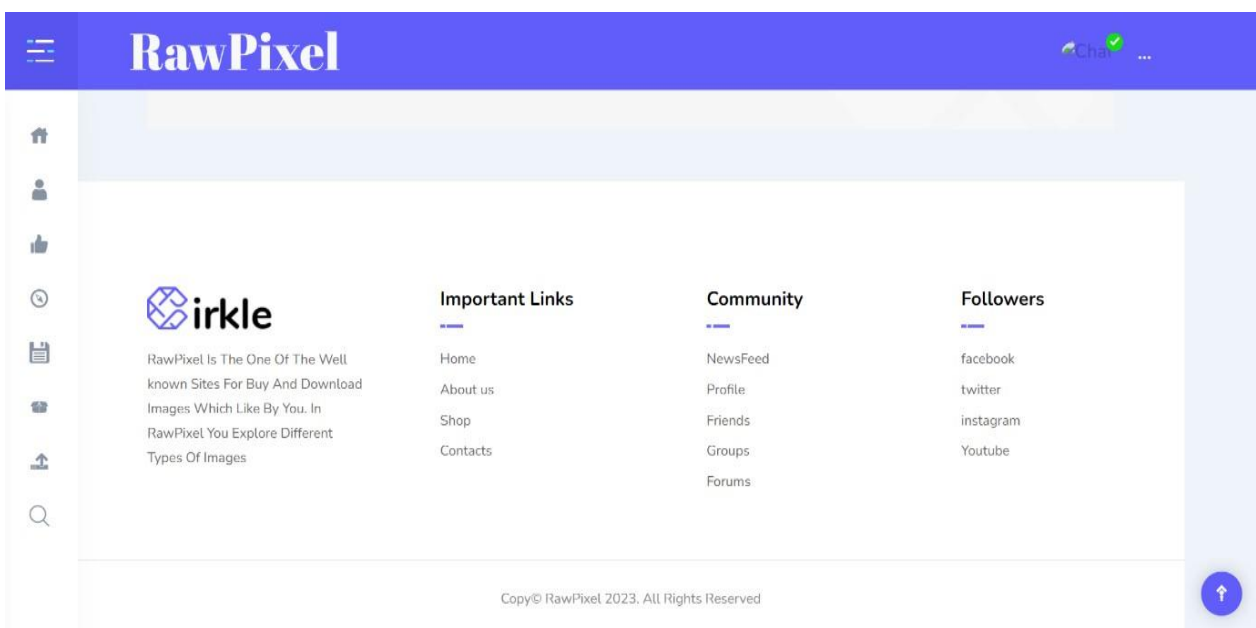 RawPixel
Cha
...
irkle
RawPixel Is The One Of The Well
known Sites For Buy And Download
Images Which Like By You. In
RawPixel You Explore Different
Types Of Images
Important Links
Home
About us
Shop
Contacts
Community
NewsFeed
Profile
Friends
Groups
Forums
Followers
facebook
twitter
instagram
Youtube
Copy© RawPixel 2023. All Rights Reserved